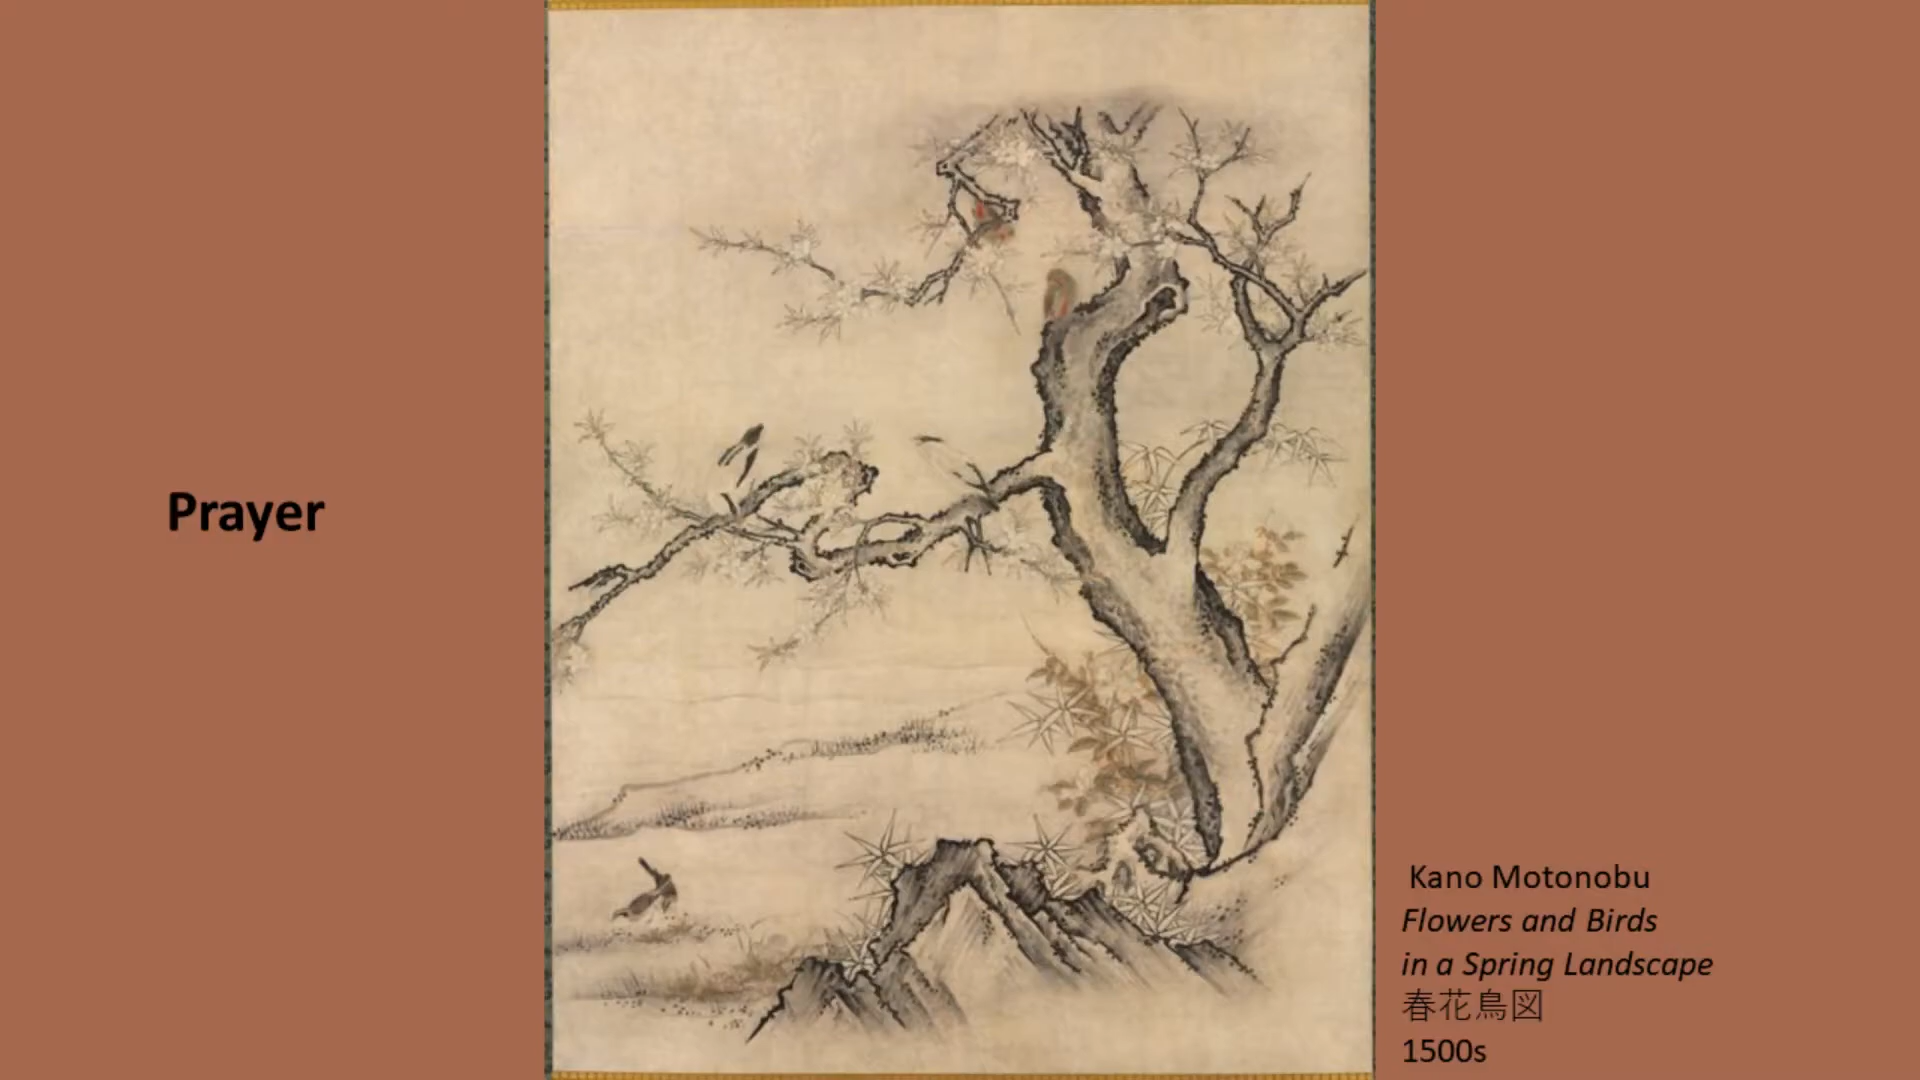 Prayer
Kano Motonobu
Flowers and Birds
in a Spring Landscape
春花鳥図
1500s